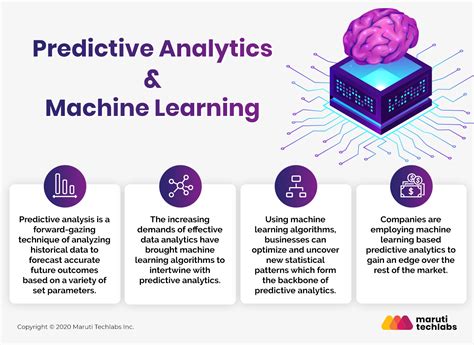 Predictive Analytics
&
Machine Learning
Predictive analysis is a
forward-gazing
technique of analyzing
historical data to
forecast accurate
future outcomes
based on a variety of
set parameters.
The increasing
demands of effective
data analytics have
brought machine
learning algorithms to
intertwine with
predictive analytics.
Using machine
learning algorithms,
businesses can
optimize and uncover
new statistical
patterns which form
the backbone of
predictive analytics.
Companies are
employing machine
learning based
predictive analytics to
gain an edge over the
rest of the market.
Copyright © 2020 Maruti Techlabs Inc.
maruti
techlabs